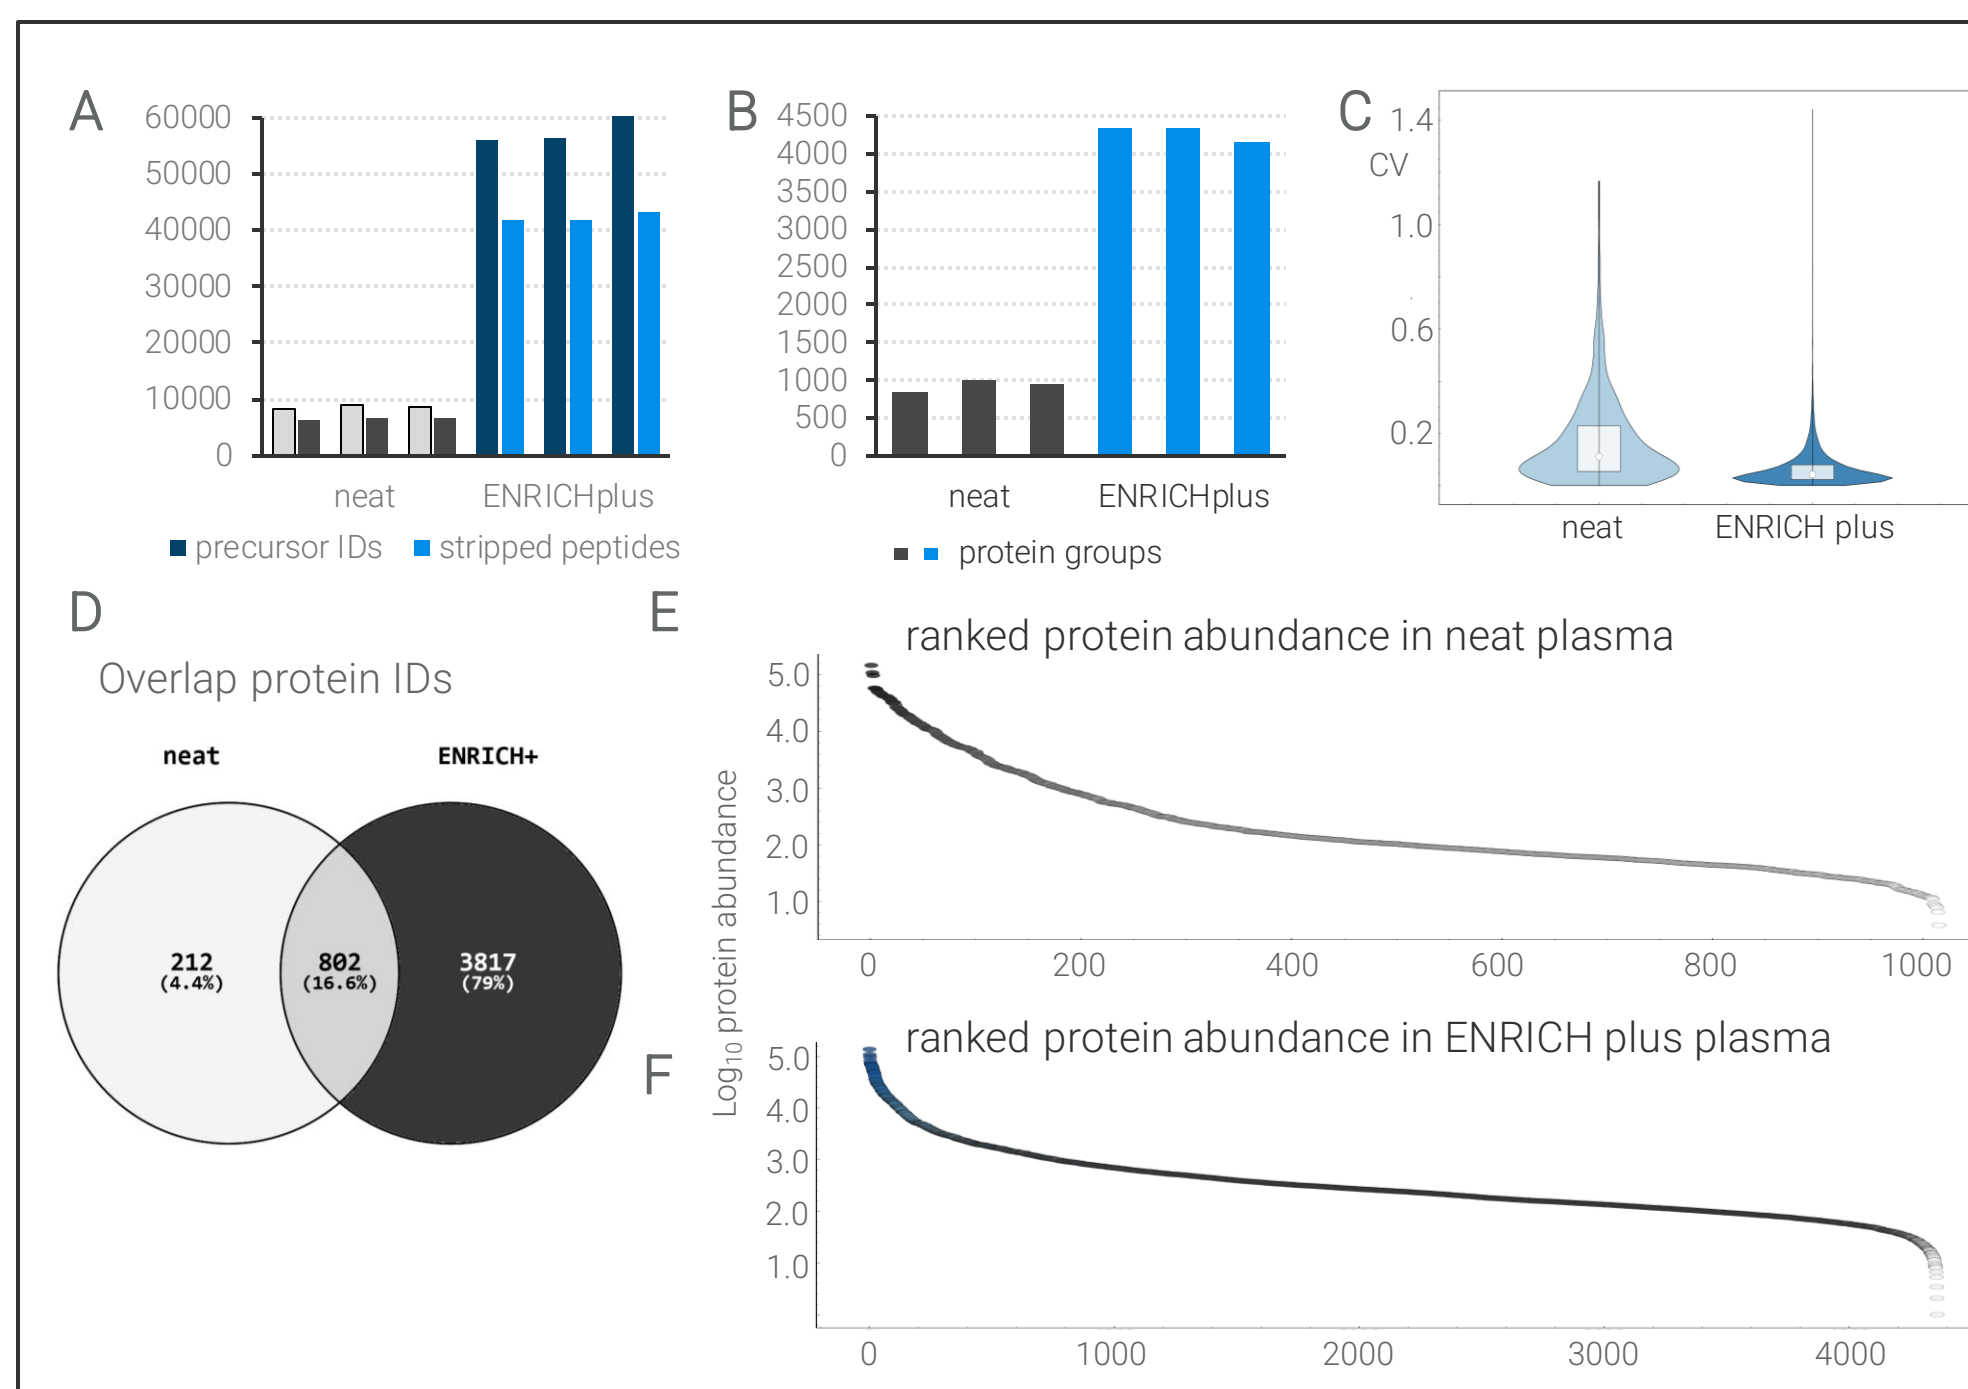 A
60000
50000
40000
30000
20000
10000
0
neat ENRICHplus
precursor IDs stripped peptides
B
4500
4000
3500
3000
2500
2000
1500
1000
500
0
neat ENRICHplus
protein groups
C
1.4
CV
1.0
0.6
0.2
neat ENRICH plus
D
Overlap protein IDs
neat ENRICH+
212 802 3817
(4.4%) (16.6%) (79%)
E
ranked protein abundance in neat plasma
Log10 protein abundance
5.0
4.0
3.0
2.0
1.0
0 200 400 600 800 1000
F
ranked protein abundance in ENRICH plus plasma
5.0
4.0
3.0
2.0
1.0
0 1000 2000 3000 4000